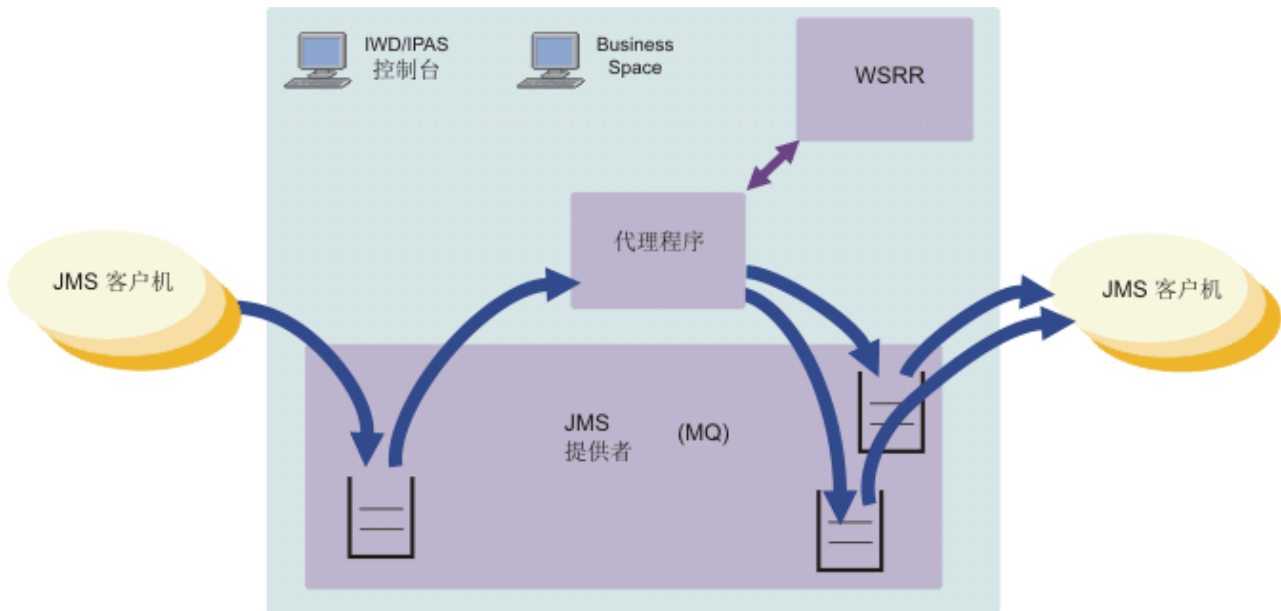 IWD/IPAS
控制台
Business
Space
WSRR
代理程序
JMS 客户机
JMS 客户机
JMS (MQ)
提供者